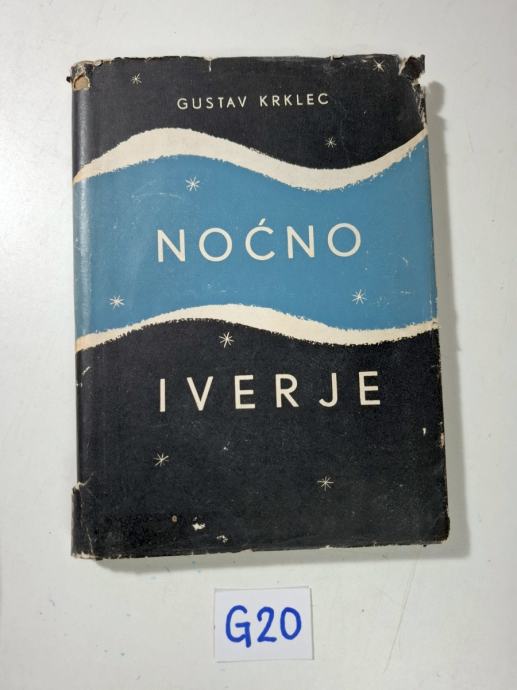 GUSTAV KRKLEC
NOĆNO
IVERJE
G20